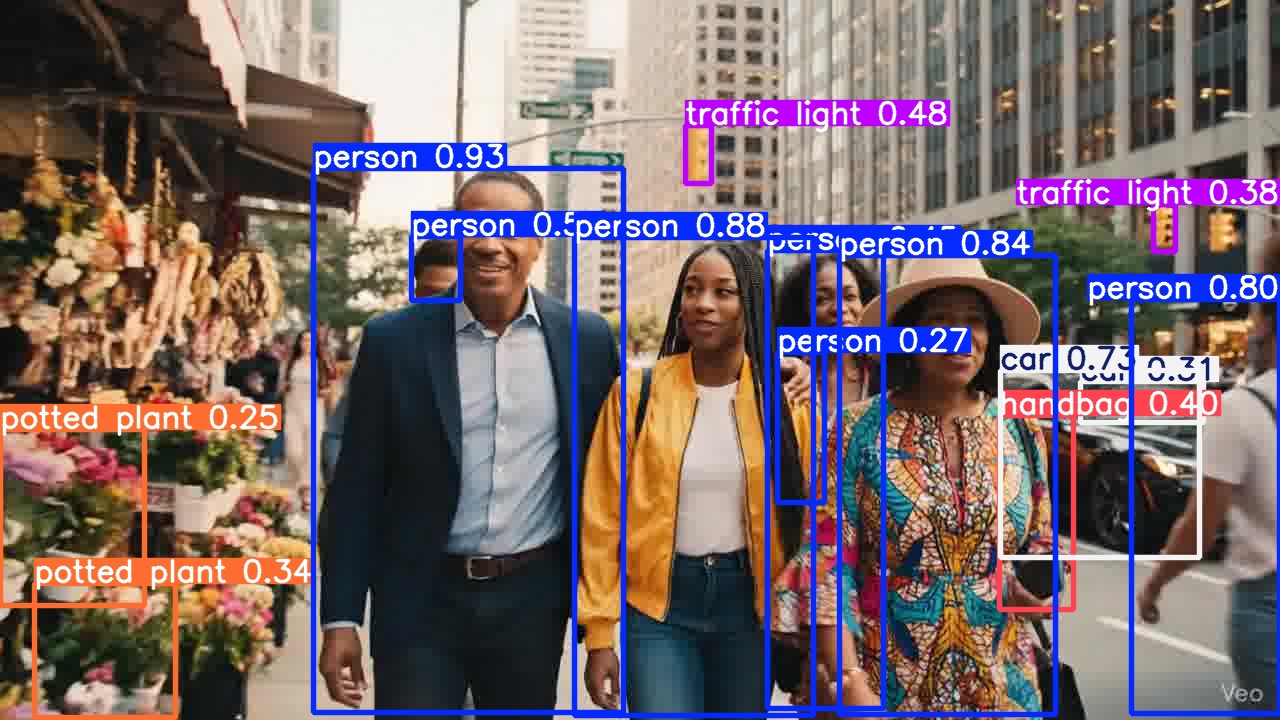 traffic light 0.48
person 0.93
traffic light 0.38
person 0.5
person 0.88
person 0.84
person 0.80
person 0.27
car 0.73
0.31
handbag 0.40
potted plant 0.25
potted plant 0.34
Veo